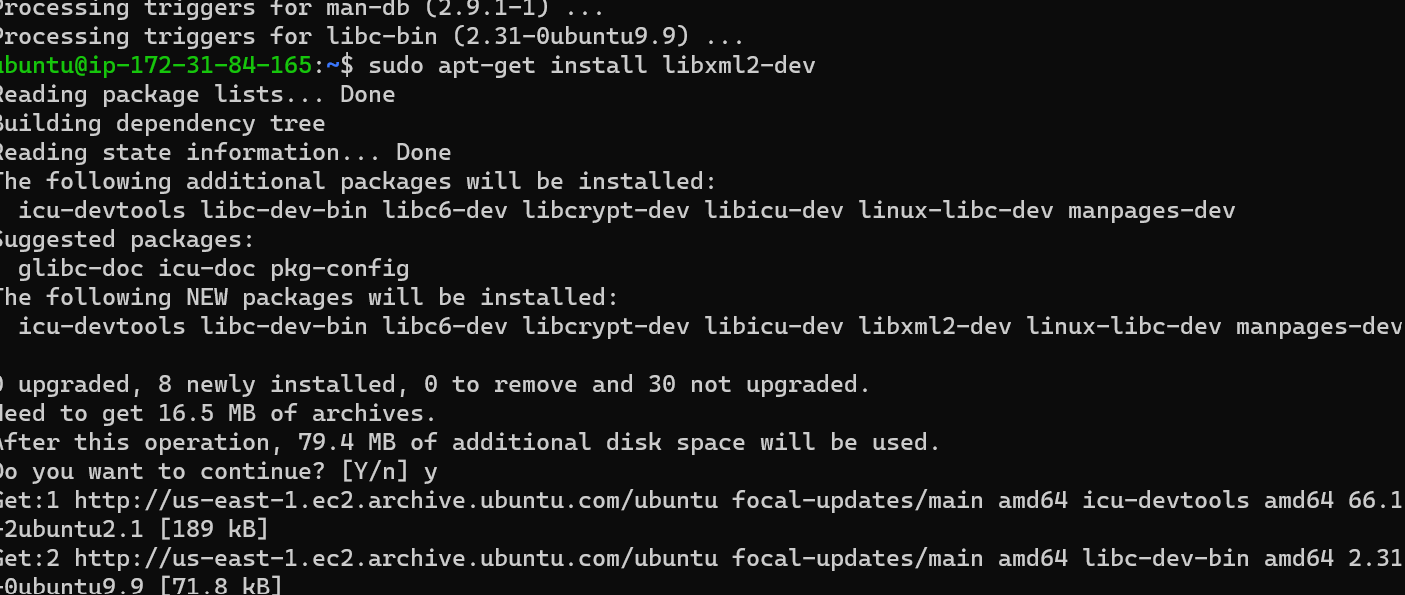 Processing triggers for man-db (2.9.1-1) ...
Processing triggers for libc-bin (2.31-0ubuntu9.9) ...
ubuntu@ip-172-31-84-165:~$ sudo apt-get install libxml2-dev
Reading package lists... Done
Building dependency tree
Reading state information... Done
The following additional packages will be installed:
  icu-devtools libc-dev-bin libc6-dev libcrypt-dev libicu-dev linux-libc-dev manpages-dev
Suggested packages:
  glibc-doc icu-doc pkg-config
The following NEW packages will be installed:
  icu-devtools libc-dev-bin libc6-dev libcrypt-dev libicu-dev libxml2-dev linux-libc-dev manpages-dev
0 upgraded, 8 newly installed, 0 to remove and 30 not upgraded.
Need to get 16.5 MB of archives.
After this operation, 79.4 MB of additional disk space will be used.
Do you want to continue? [Y/n] y
Get:1 http://us-east-1.ec2.archive.ubuntu.com/ubuntu focal-updates/main amd64 icu-devtools amd64 66.1
-2ubuntu2.1 [189 kB]
Get:2 http://us-east-1.ec2.archive.ubuntu.com/ubuntu focal-updates/main amd64 libc-dev-bin amd64 2.31
-0ubuntu9.9 [71.8 kB]